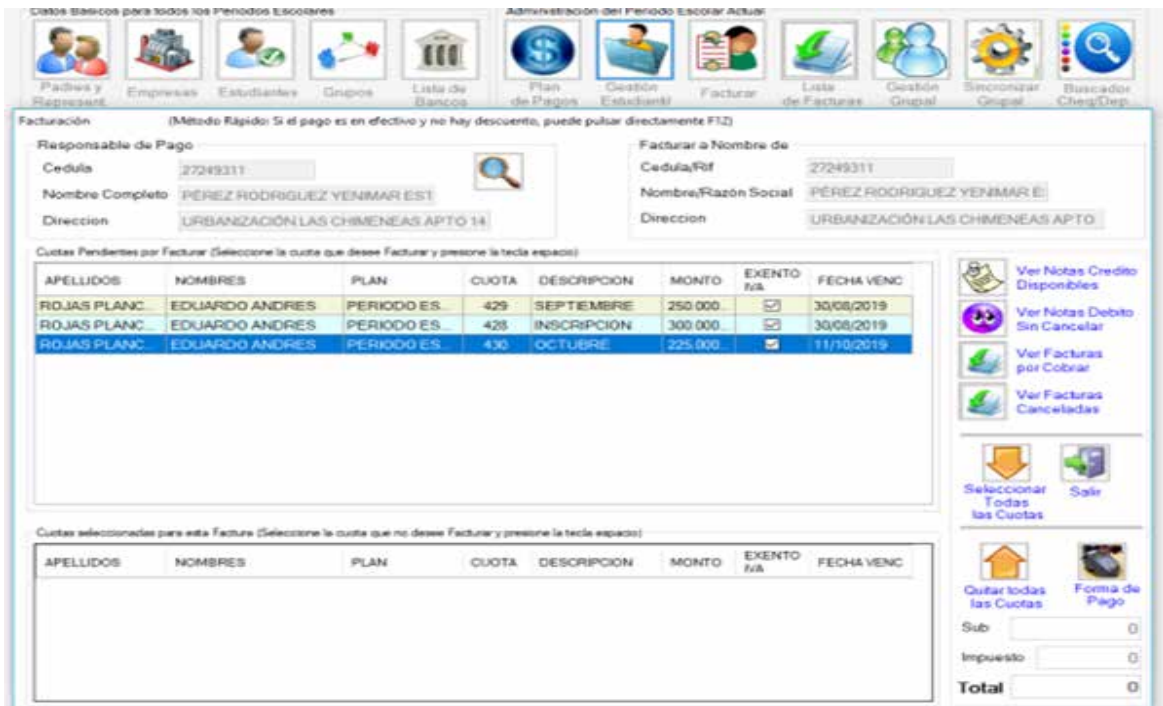 Datos Basicos para todos los Periodos Escolares
Administracion del Periodo Escolar Actual
Padres y Represent.
Empresas
Estudiantes
Grupos
Lista de Bancos
Plan de Pagos
Gestión Estudiantil
Facturar
Lista de Facturas
Gestión Grupal
Sincronizar Grupal
Buscador Cheq/Dep.
Facturación (Método Rápido: Si el pago es en efectivo y no hay descuento, puede pulsar directamente F12)
Responsable de Pago
Cedula 27249311
Nombre Completo PÉREZ RODRIGUEZ YENIMAR EST
Direccion URBANIZACIÓN LAS CHIMENEAS APTO 14
Facturar a Nombre de
Cedula/Rif 27249311
Nombre/Razón Social PÉREZ RODRIGUEZ YENIMAR E
Direccion URBANIZACIÓN LAS CHIMENEAS APTO
Cuotas Pendientes por Facturar (Seleccione la cuota que desee Facturar y presione la tecla espacio)
APELLIDOS NOMBRES PLAN CUOTA DESCRIPCION MONTO EXENTO IVA FECHA VENC
ROJAS PLANC... EDUARDO ANDRES PERIODO ES... 429 SEPTIEMBRE 250.000... 30/08/2019
ROJAS PLANC... EDUARDO ANDRES PERIODO ES... 428 INSCRIPCION 300.000... 30/08/2019
ROJAS PLANC... EDUARDO ANDRES PERIODO ES... 430 OCTUBRE 225.000... 11/10/2019
Ver Notas Credito
Disponibles
Ver Notas Debito
Sin Cancelar
Ver Facturas
por Cobrar
Ver Facturas
Canceladas
Seleccionar
Todas
las Cuotas
Salir
Cuotas seleccionadas para esta Factura (Seleccione la cuota que no desee Facturar y presione la tecla espacio)
APELLIDOS NOMBRES PLAN CUOTA DESCRIPCION MONTO EXENTO IVA FECHA VENC
Quitar todas
las Cuotas
Forma de
Pago
Sub 0
Impuesto 0
Total 0